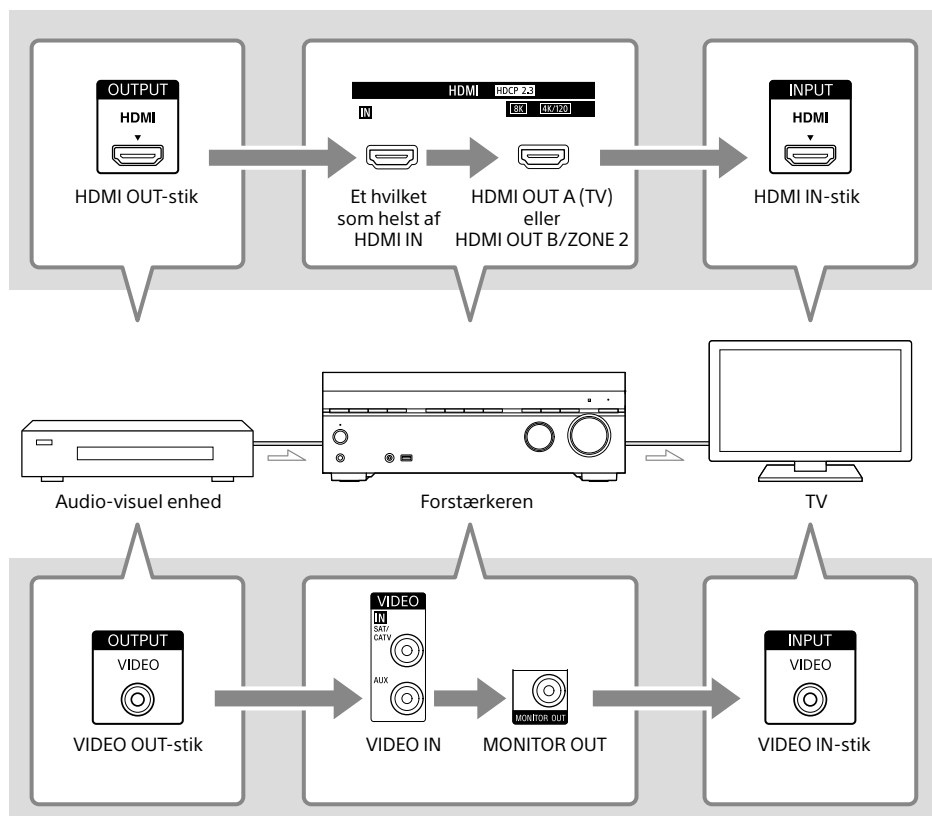 OUTPUT
HDMI
HDMI OUT-stik
HDMI HDCP 2.3
IN
8K 4K/120
Et hvilket
som helst af
HDMI IN
HDMI OUT A (TV)
eller
HDMI OUT B/ZONE 2
INPUT
HDMI
HDMI IN-stik
Audio-visuel enhed
Forstærkeren
TV
OUTPUT
VIDEO
VIDEO OUT-stik
VIDEO
IN
SAT/
CATV
AUX
VIDEO IN
MONITOR OUT
MONITOR OUT
INPUT
VIDEO
VIDEO IN-stik